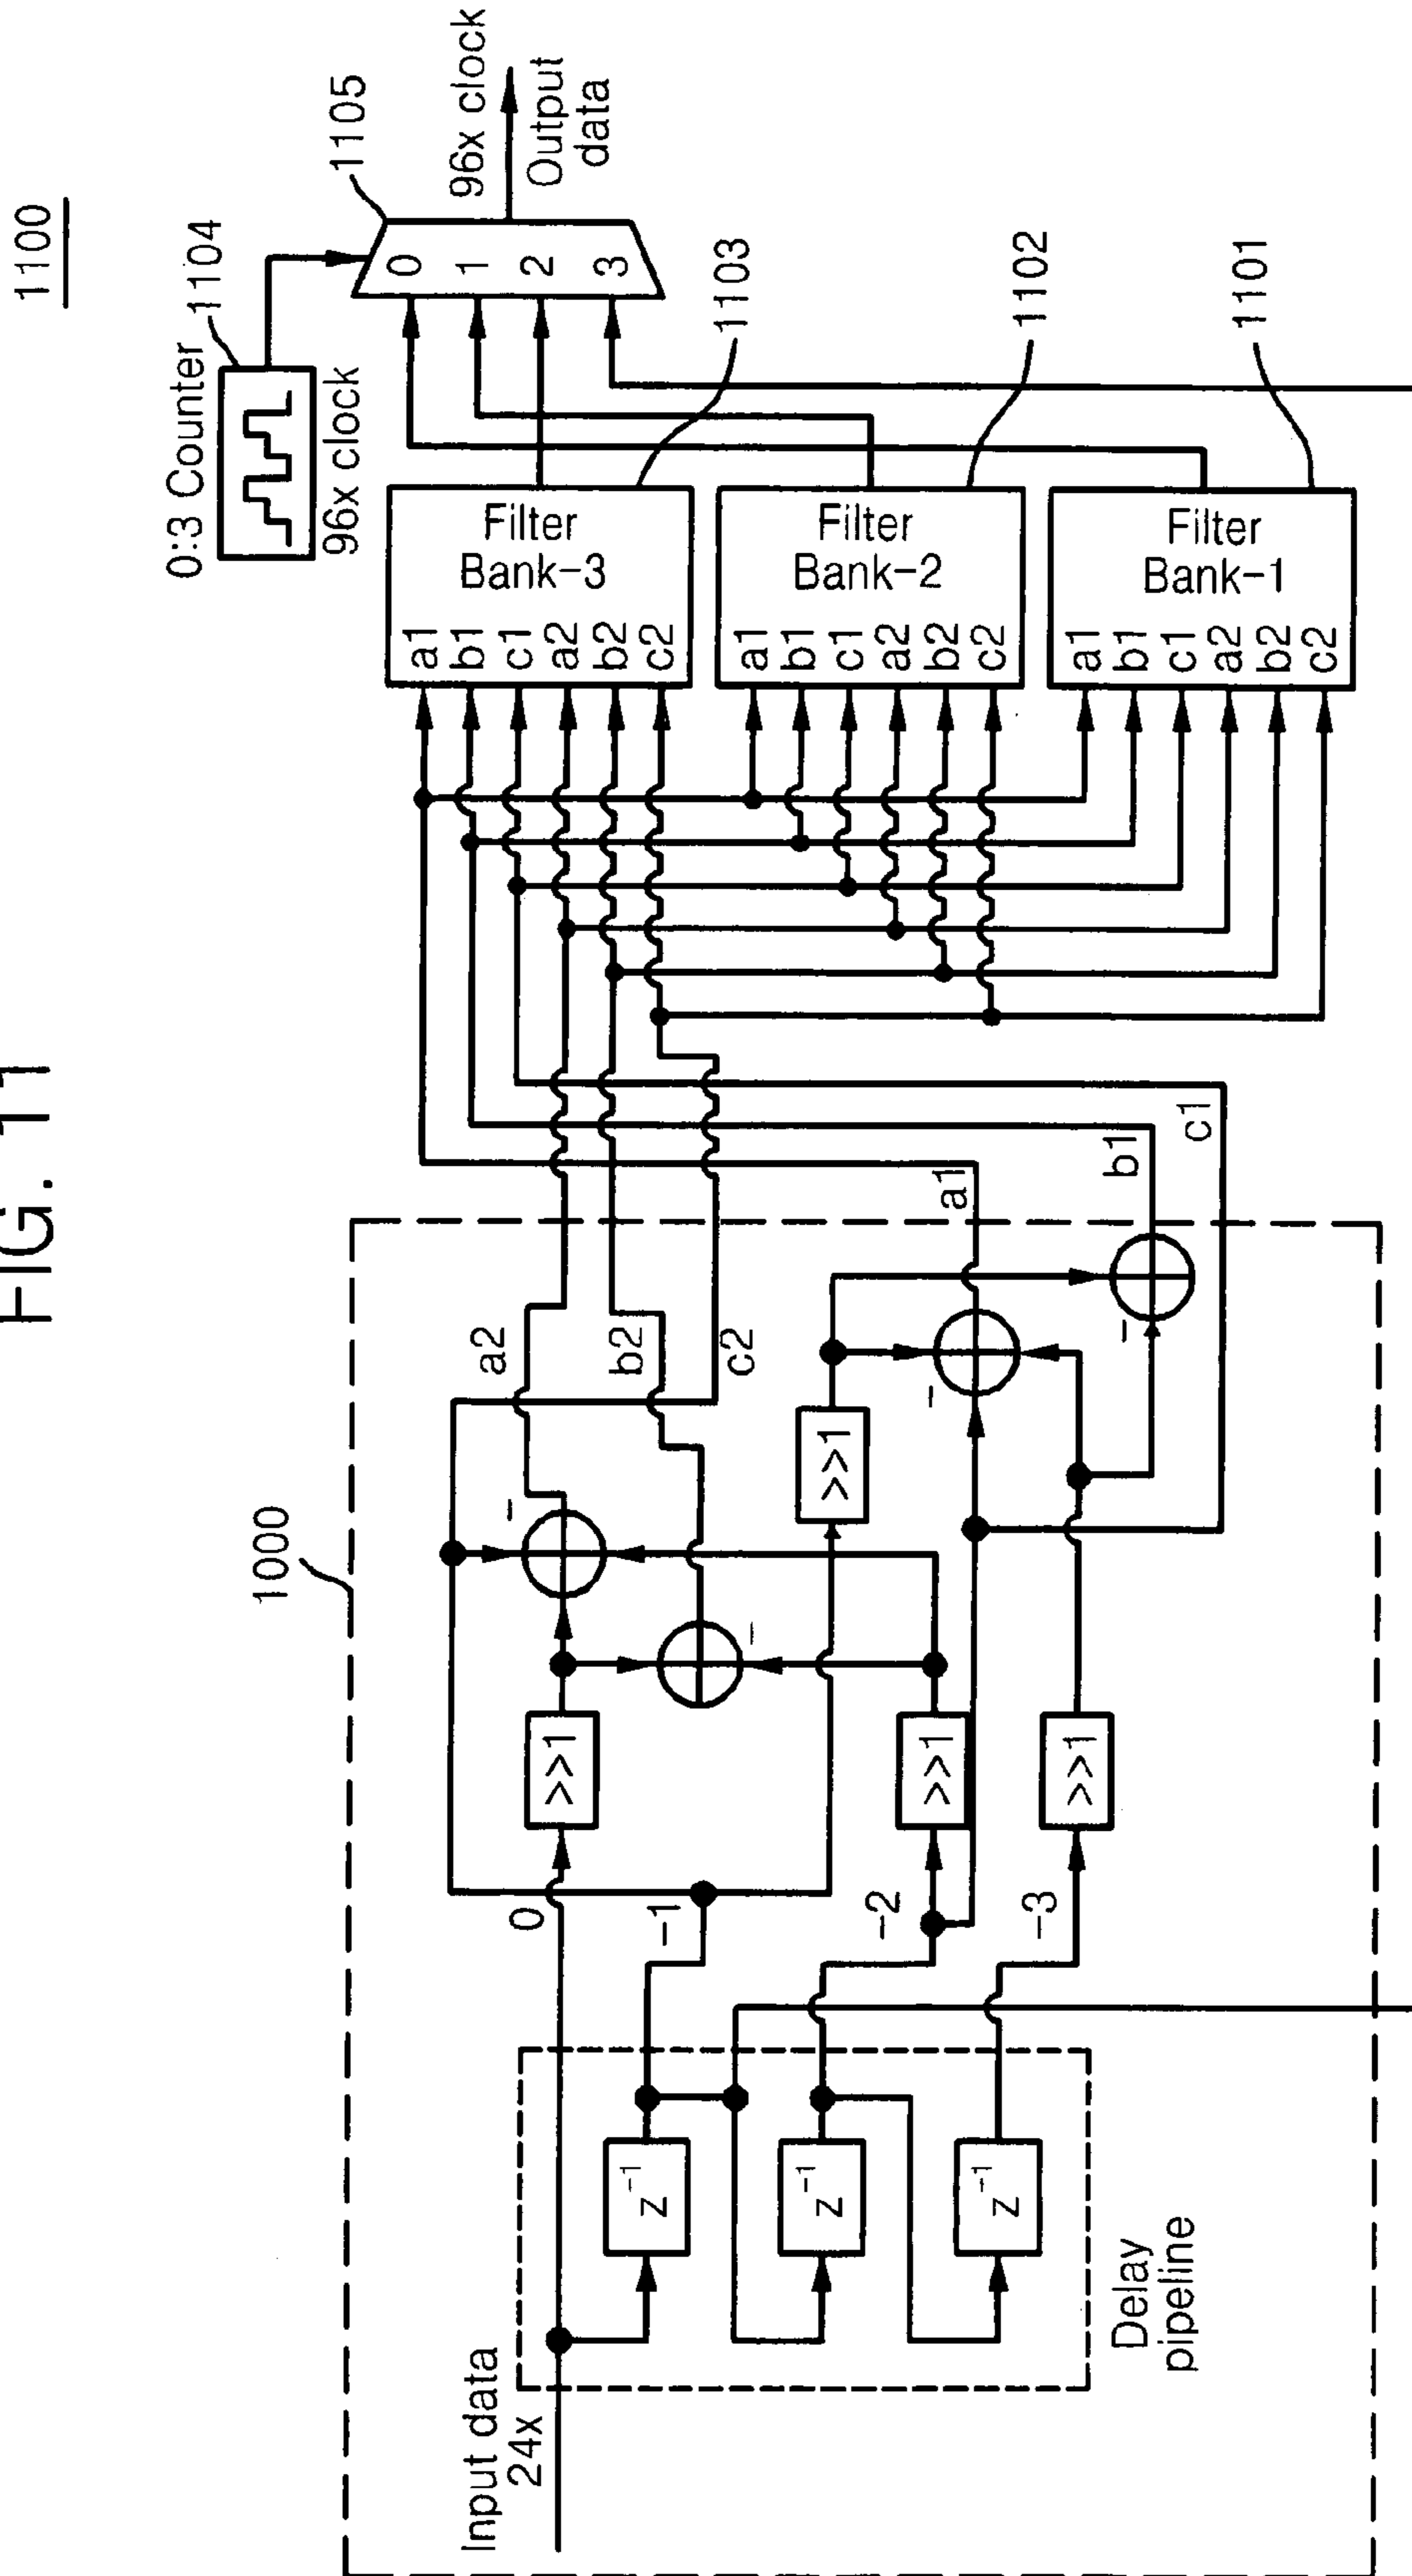 FIG. 11
1100
1000
Input data
24x
Delay
pipeline
z-1
z-1
z-1
0
-1
-2
-3
>>1
>>1
>>1
>>1
-
-
-
-
a2
b2
c2
a1
b1
c1
Filter
Bank-3
a1
b1
c1
a2
b2
c2
1103
Filter
Bank-2
a1
b1
c1
a2
b2
c2
1102
Filter
Bank-1
a1
b1
c1
a2
b2
c2
1101
0:3 Counter
1104
96x clock
0
1
2
3
1105
96x clock
Output
data